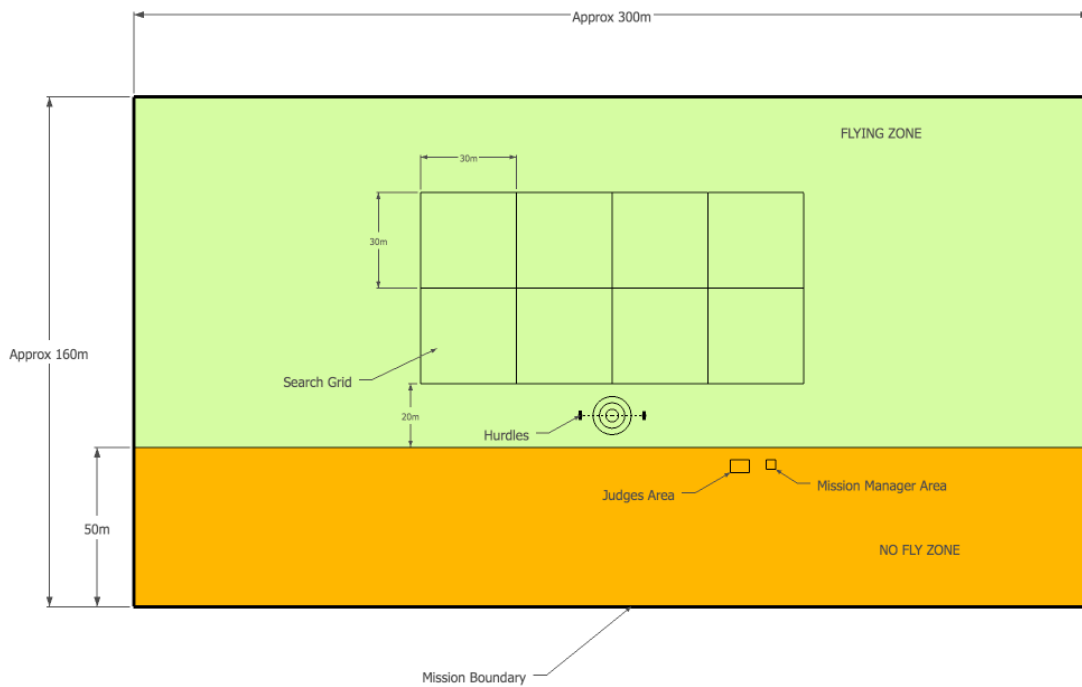 Approx 300m
FLYING ZONE
30m
30m
Approx 160m
Search Grid
20m
Hurdles
Judges Area
Mission Manager Area
50m
NO FLY ZONE
Mission Boundary